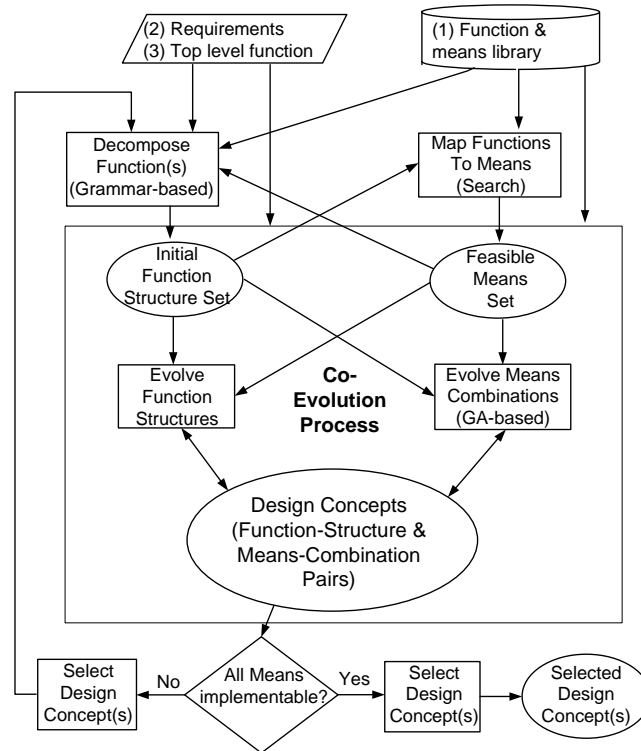 (2) Requirements
(3) Top level function
(1) Function &
means library
Decompose
Function(s)
(Grammar-based)
Map Functions
To Means
(Search)
Initial
Function
Structure Set
Feasible
Means
Set
Evolve
Function
Structures
Co-
Evolution
Process
Evolve Means
Combinations
(GA-based)
Design Concepts
(Function-Structure &
Means-Combination
Pairs)
Select
Design
Concept(s)
No
All Means
implementable?
Yes
Select
Design
Concept(s)
Selected
Design
Concept(s)